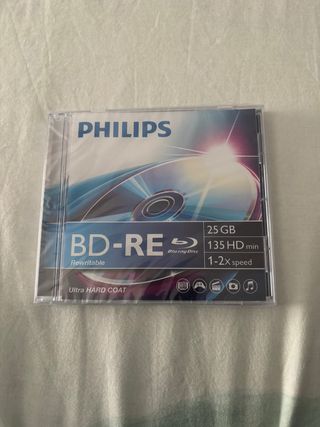 PHILIPS
BD-RE
Rewritable
Blu-ray Disc
25 GB
135 HD min
1-2X speed
Ultra HARD COAT